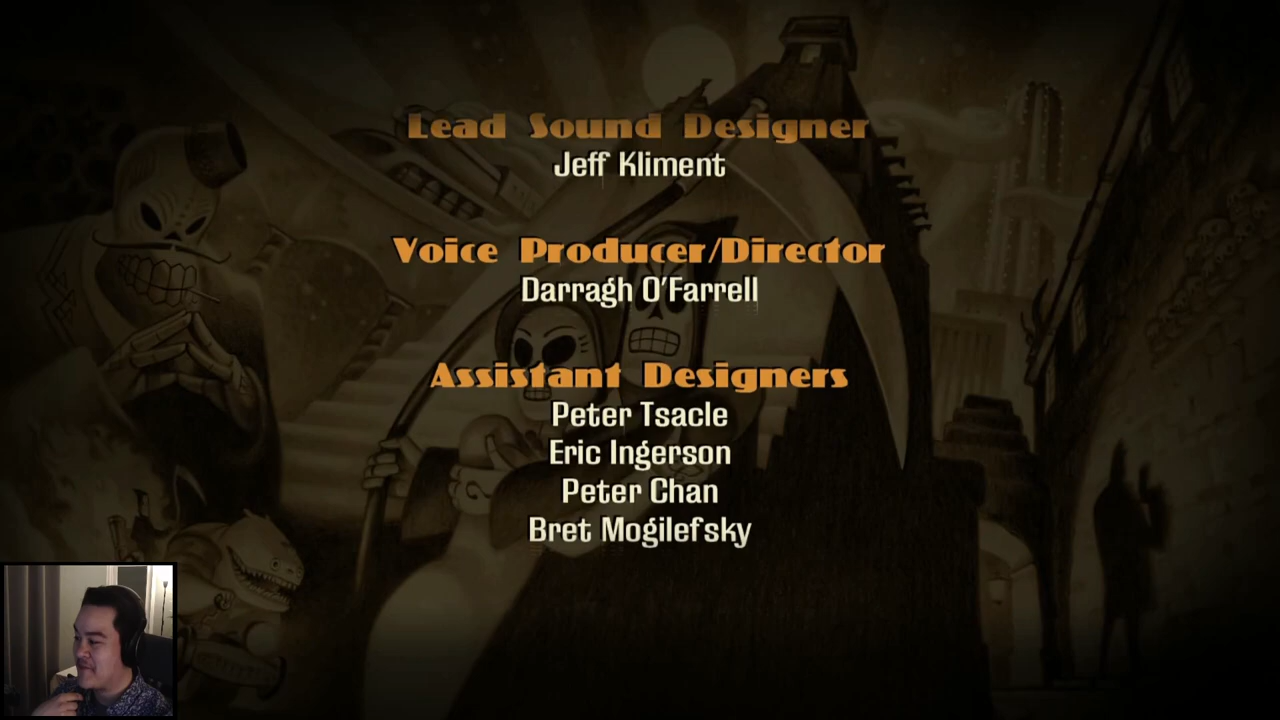 Lead Sound Designer
Jeff Kliment
Voice Producer/Director
Darragh O'Farrell
Assistant Designers
Peter Tsacle
Eric Ingerson
Peter Chan
Bret Mogilefsky